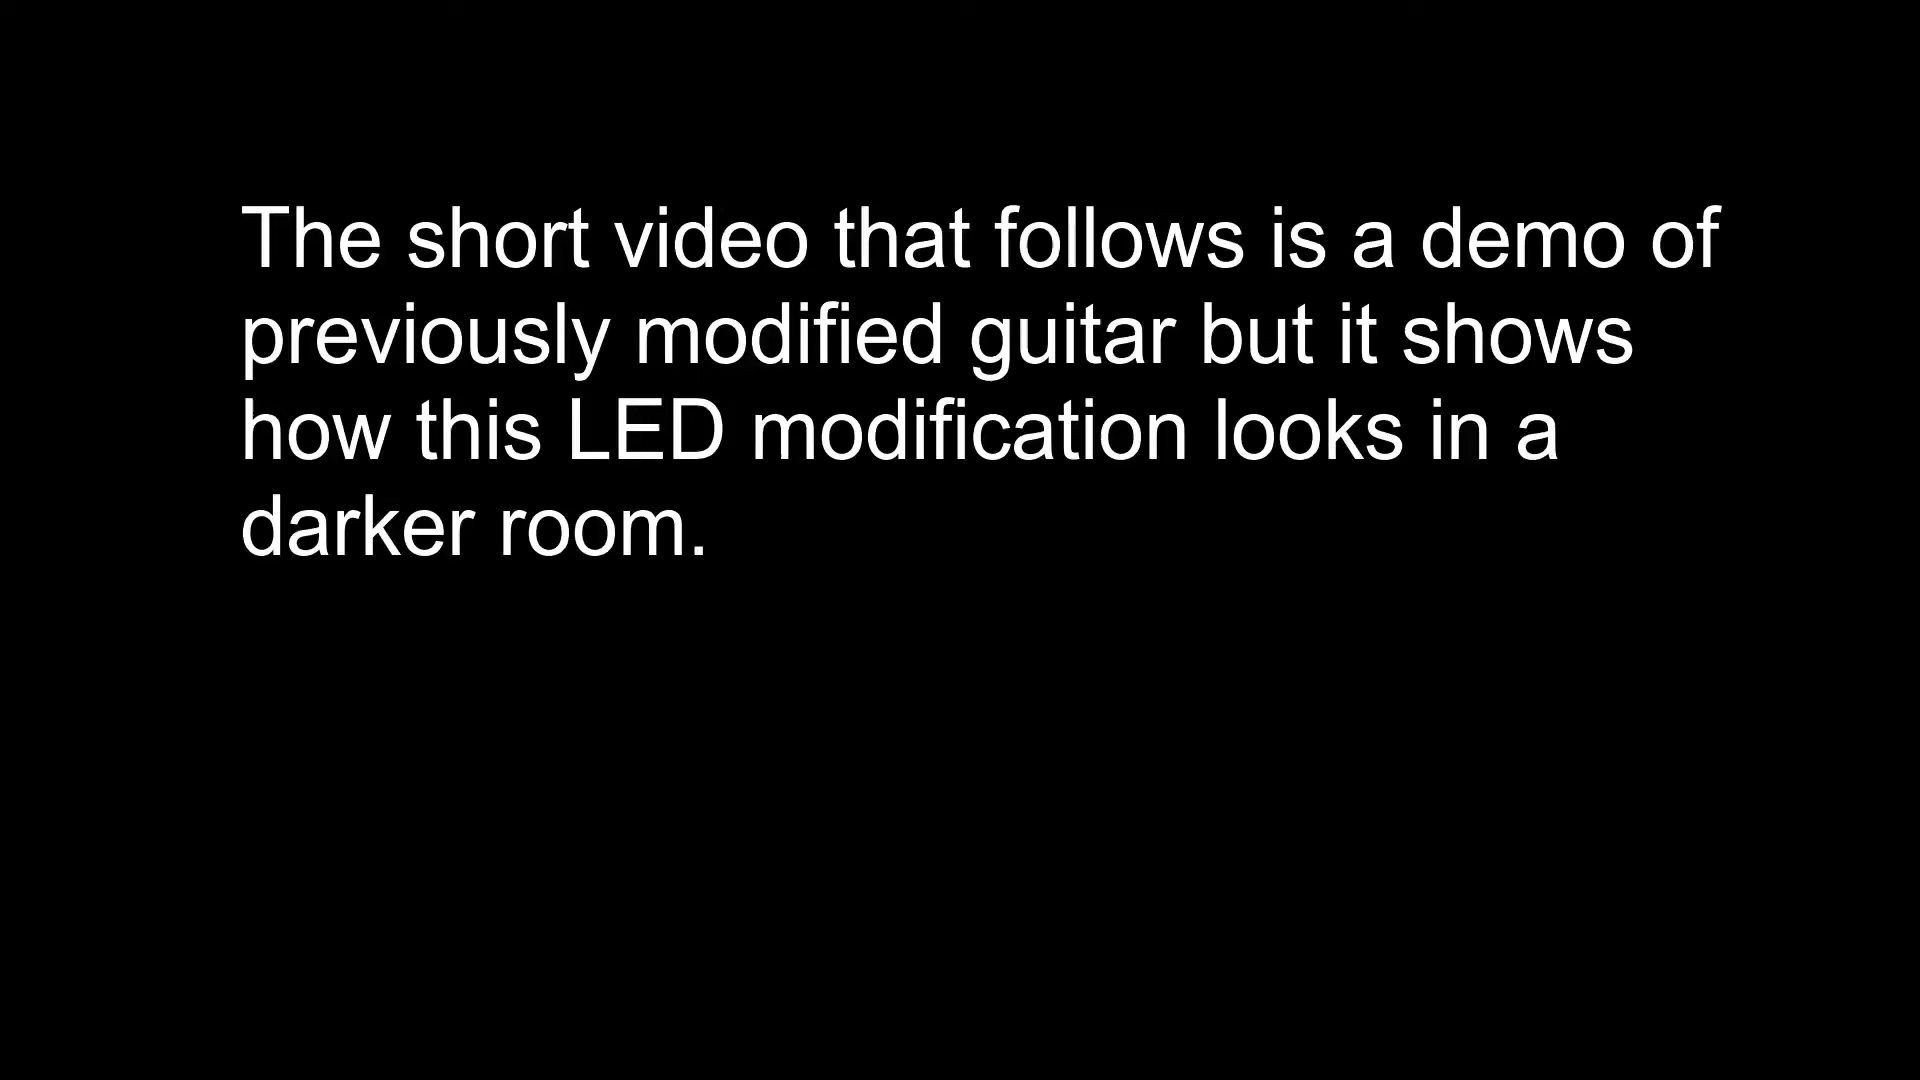 The short video that follows is a demo of
previously modified guitar but it shows
how this LED modification looks in a
darker room.